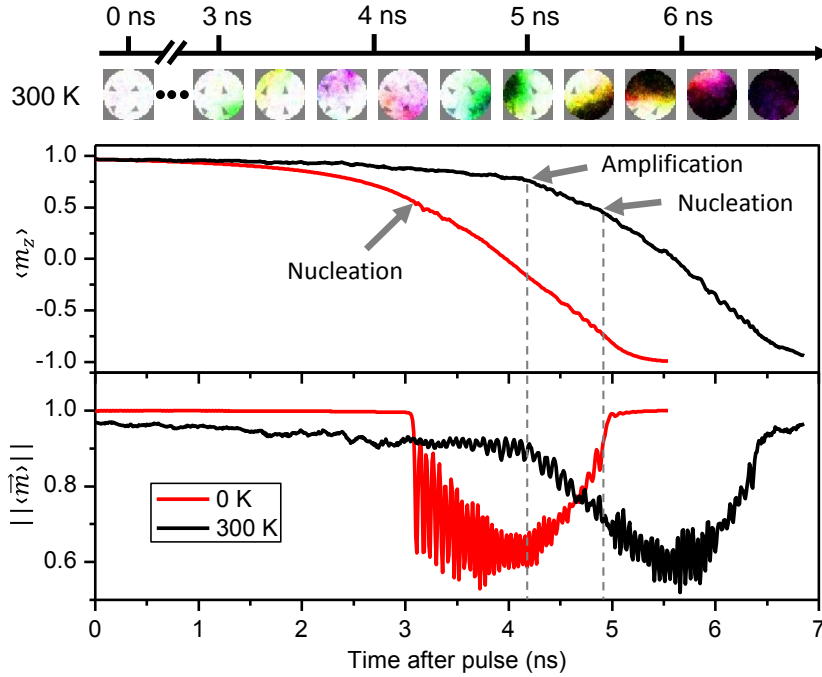 0 ns 3 ns 4 ns 5 ns 6 ns
300 K
1.0
0.5
0.0
-0.5
-1.0
⟨m_z⟩
Amplification
Nucleation
Nucleation
1.0
0.8
0.6
||⟨m⃗⟩||
0 K
300 K
0 1 2 3 4 5 6 7
Time after pulse (ns)